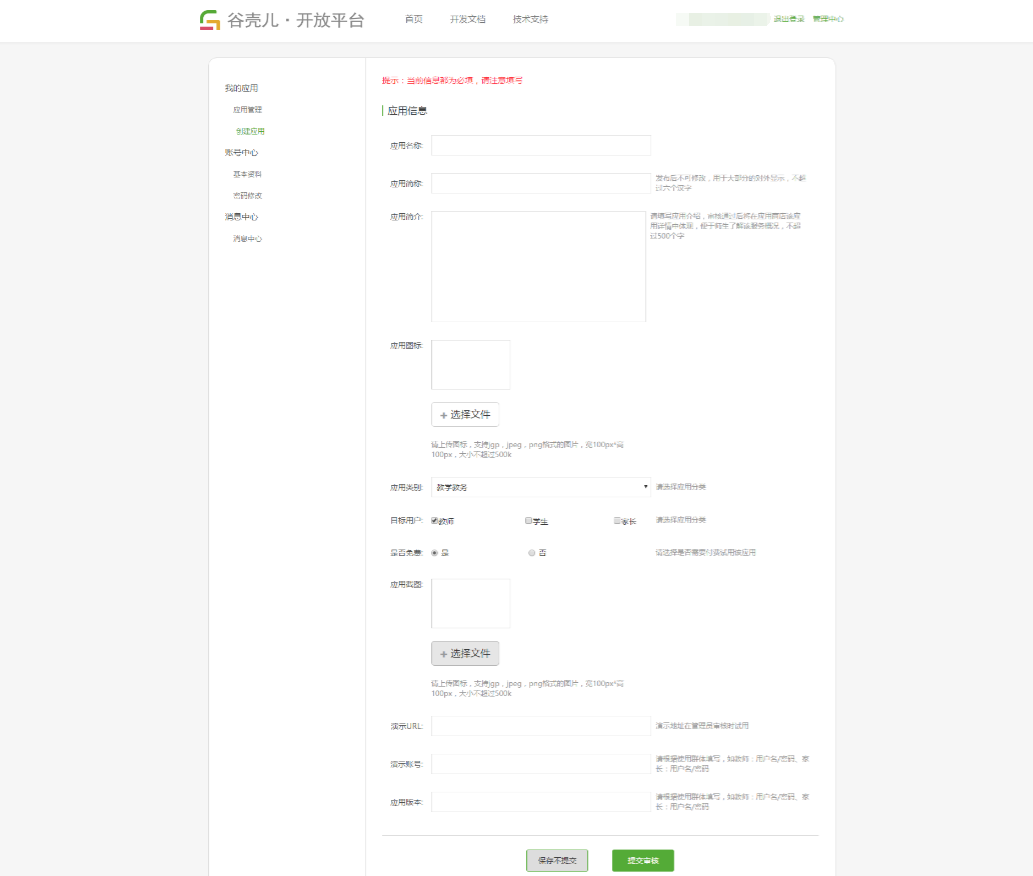 谷壳儿 · 开放平台
首页
开发文档
技术支持
退出登录
管理中心
我的应用
应用管理
创建应用
账号中心
基本资料
密码修改
消息中心
消息中心
提示：当前信息都为必填，请注意填写
应用信息
应用名称:
应用简称:
发布后不可修改，用于大部分的对外显示，不超
过六个汉字
应用简介:
请填写应用介绍，审核通过后将在应用商店该应
用详情中体现，便于师生了解该服务概况，不超
过500个字
应用图标:
+ 选择文件
请上传图标，支持jgp，jpeg，png格式的图片，宽100px*高
100px，大小不超过500k
应用类别:
教学教务
请选择应用分类
目标用户:
教师
学生
家长
请选择应用分类
是否免费:
是
否
请选择是否需要付费试用该应用
应用截图:
+ 选择文件
请上传图标，支持jgp，jpeg，png格式的图片，宽100px*高
100px，大小不超过500k
演示URL:
演示地址在管理员审核时试用
演示账号:
请根据使用群体填写，如教师：用户名/密码、家
长：用户名/密码
应用版本:
请根据使用群体填写，如教师：用户名/密码、家
长：用户名/密码
保存不提交
提交审核